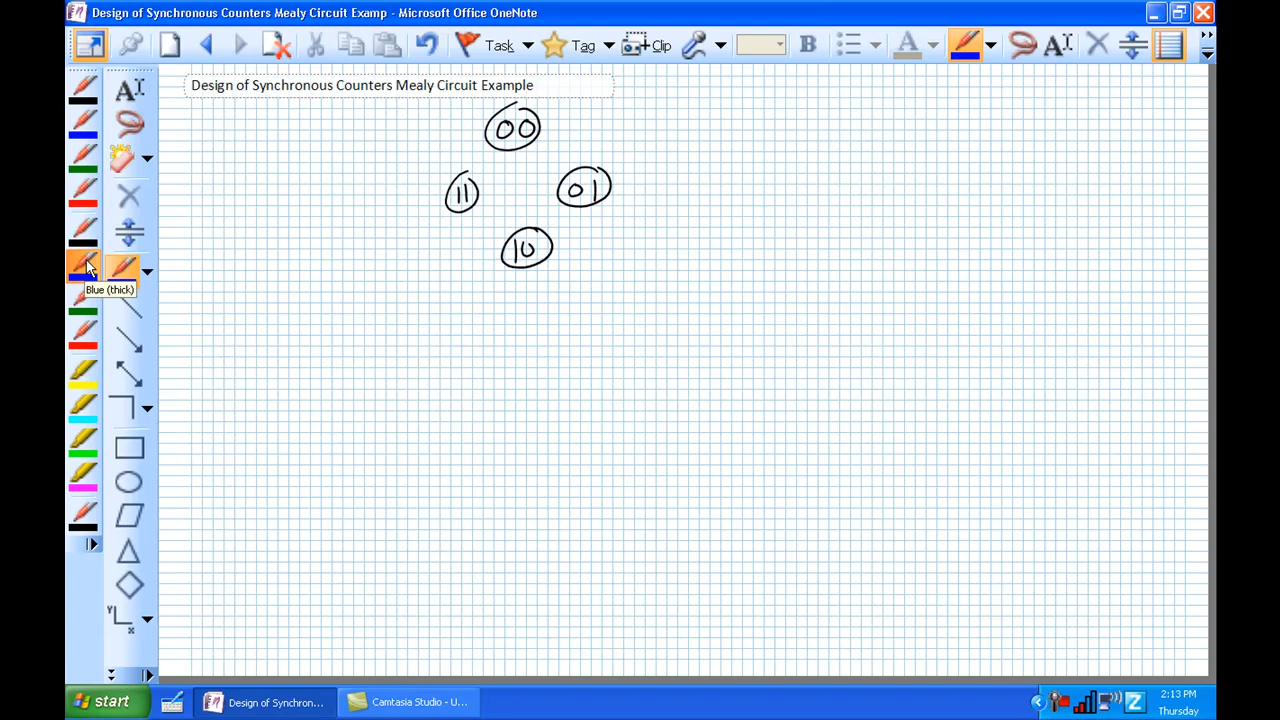 Design of Synchronous Counters Mealy Circuit Examp - Microsoft Office OneNote
Task Tag Clip B A A
A
Design of Synchronous Counters Mealy Circuit Example
00
11 01
10
Blue (thick)
Y
x
start Design of Synchron... Camtasia Studio - U... Z 2:13 PM
Thursday